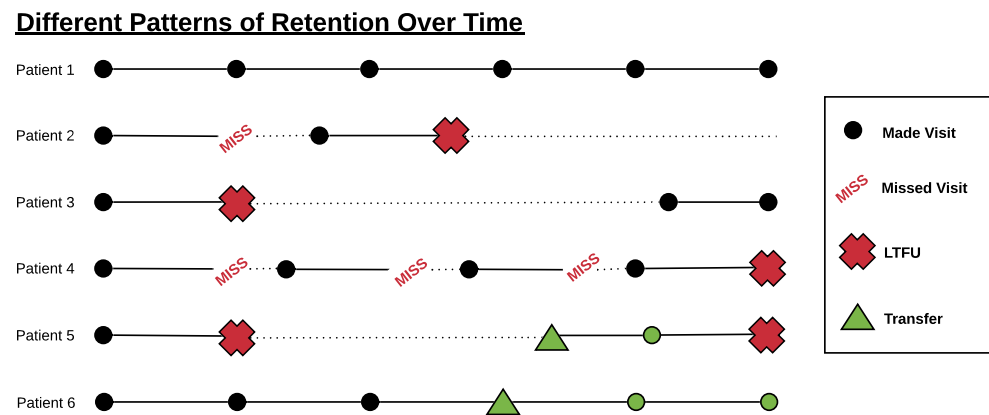 Different Patterns of Retention Over Time
Patient 1
Patient 2 MISS
Patient 3
Patient 4 MISS MISS MISS
Patient 5
Patient 6
Made Visit
MISS Missed Visit
LTFU
Transfer